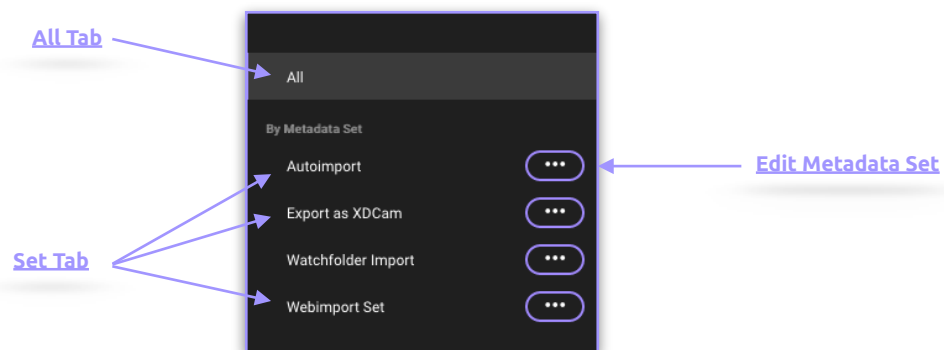 All Tab
All
By Metadata Set
Autoimport
•••
Edit Metadata Set
Export as XDCam
•••
Set Tab
Watchfolder Import
•••
Webimport Set
•••